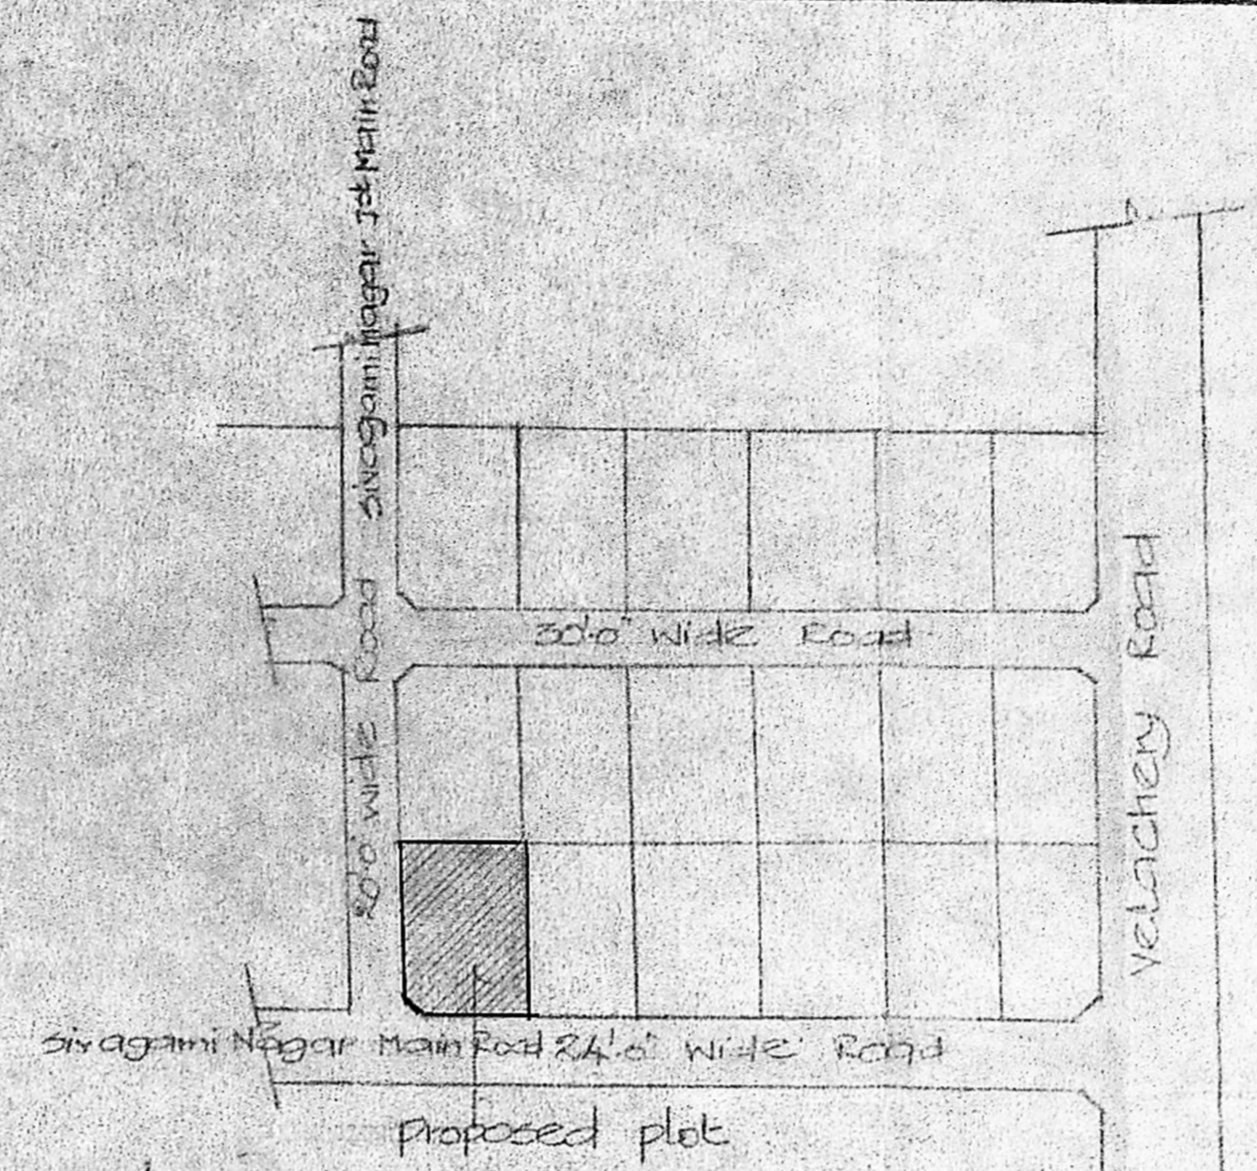 Sivagami Nagar Ist Main Road
20'.0" Wide Road
30'.0" Wide Road
Velachery Road
Sivagami Nagar Main Road 24'.0" Wide Road
Proposed plot